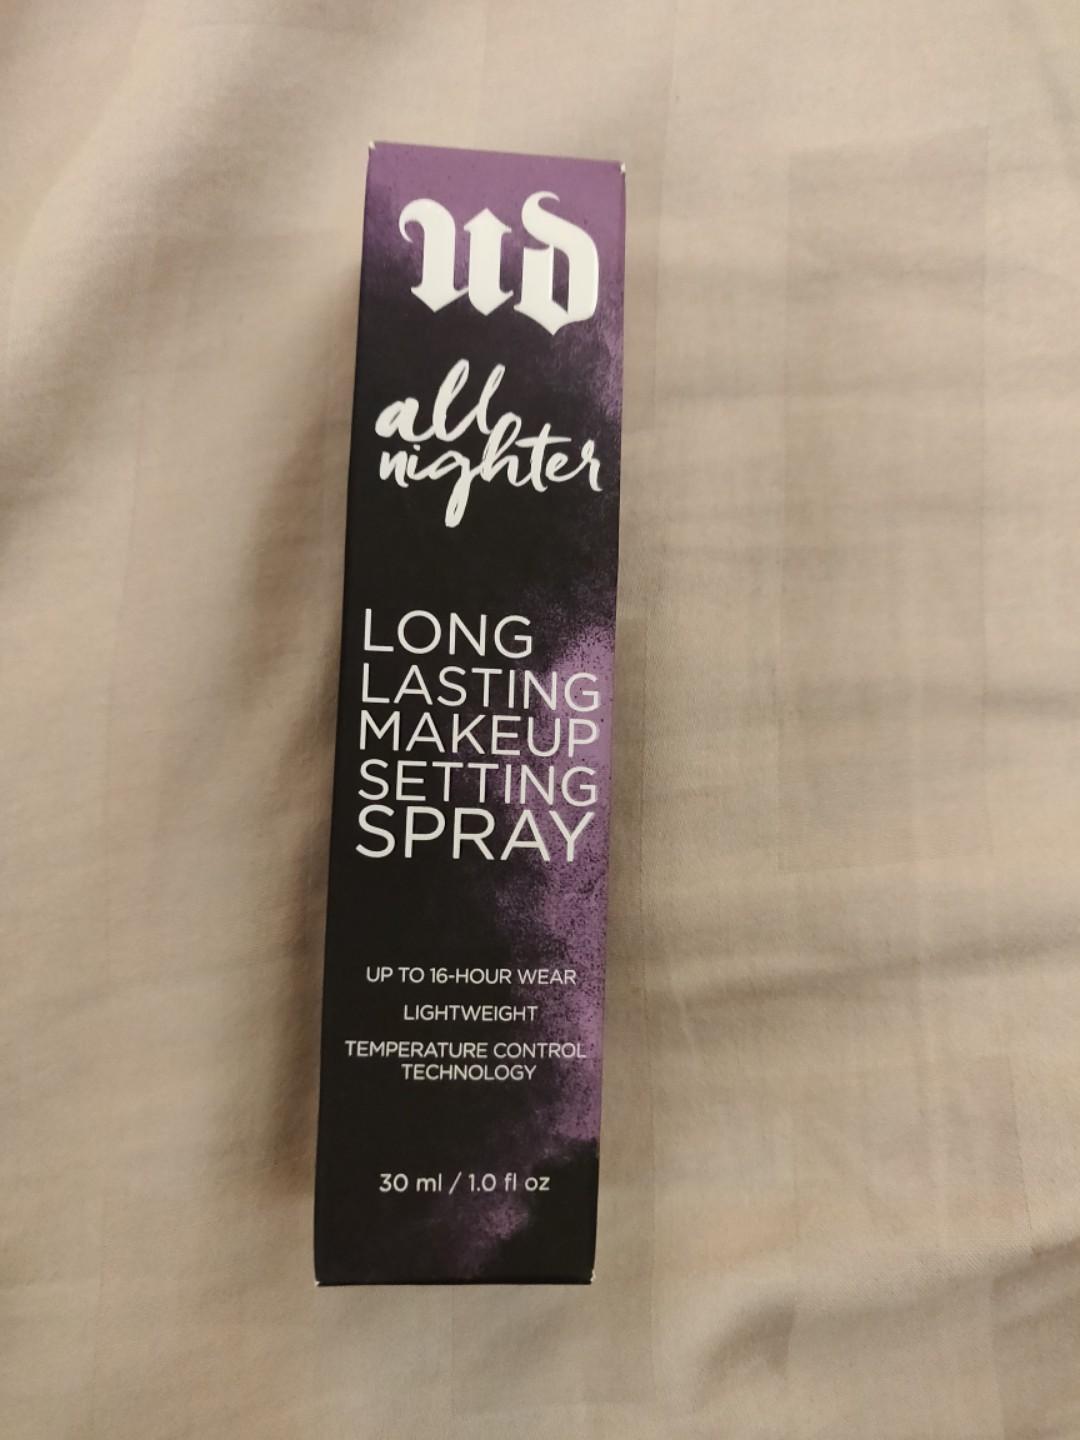 UD
all
nighter
LONG
LASTING
MAKEUP
SETTING
SPRAY
UP TO 16-HOUR WEAR
LIGHTWEIGHT
TEMPERATURE CONTROL
TECHNOLOGY
30 ml / 1.0 fl oz